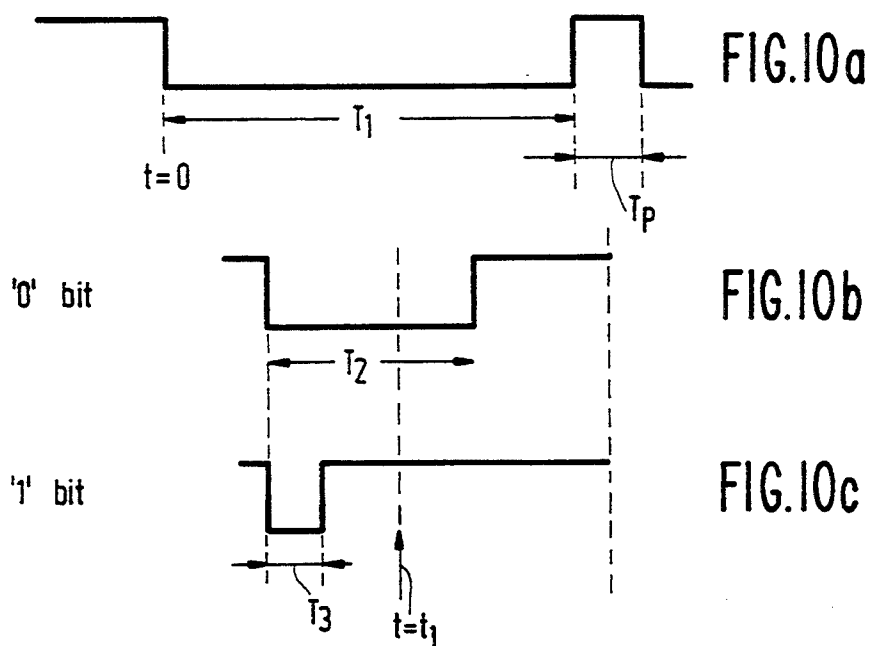 FIG.10a
T1
t=0
Tp
'0' bit
FIG.10b
T2
'1' bit
FIG.10c
T3
t=t1